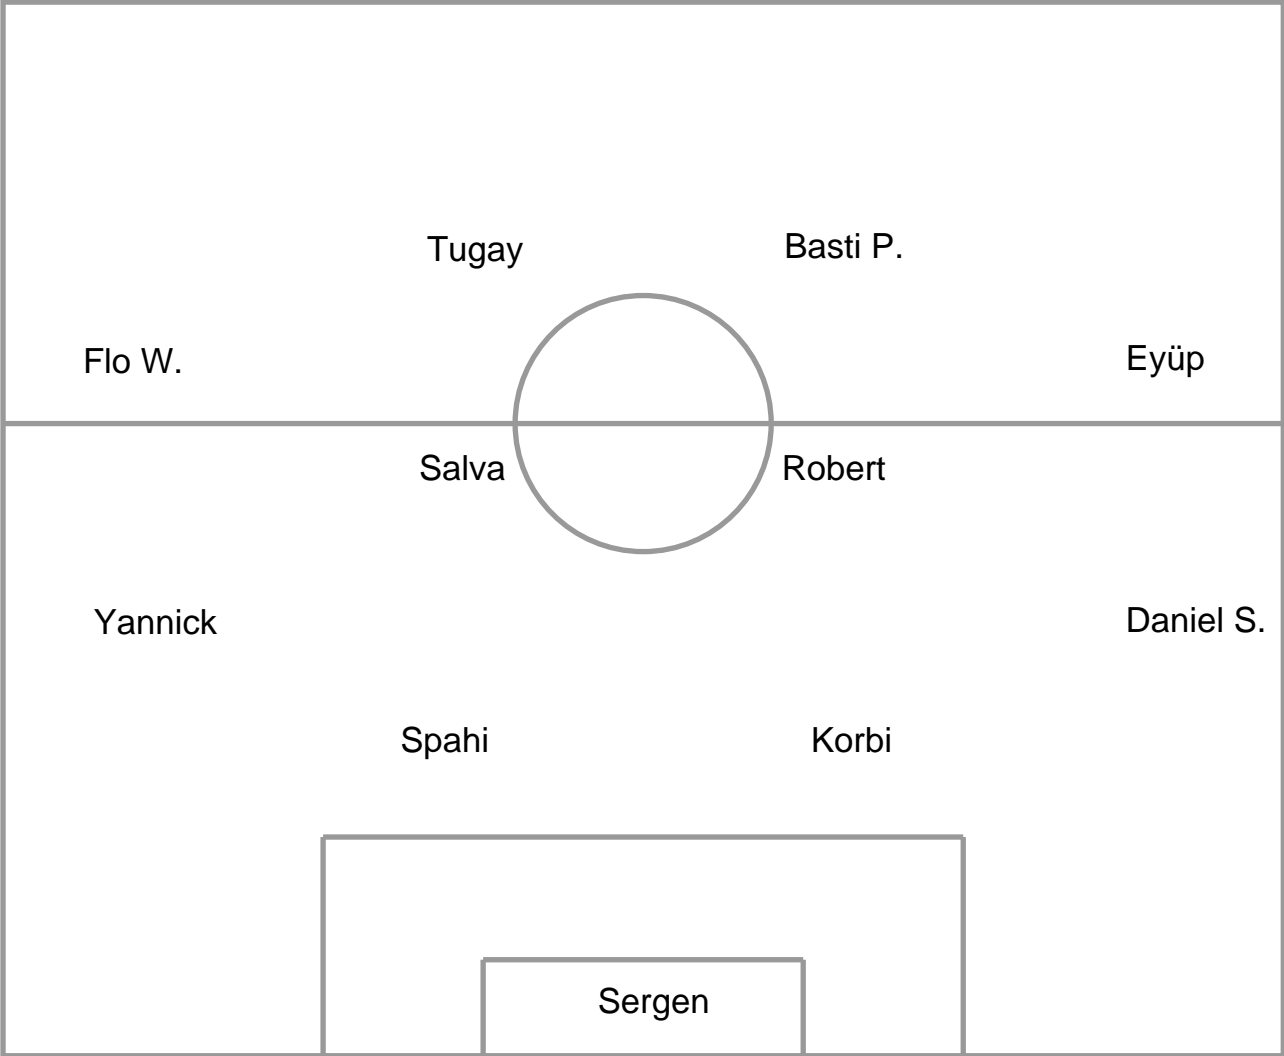 Tugay
Basti P.
Flo W.
Eyüp
Salva
Robert
Yannick
Daniel S.
Spahi
Korbi
Sergen